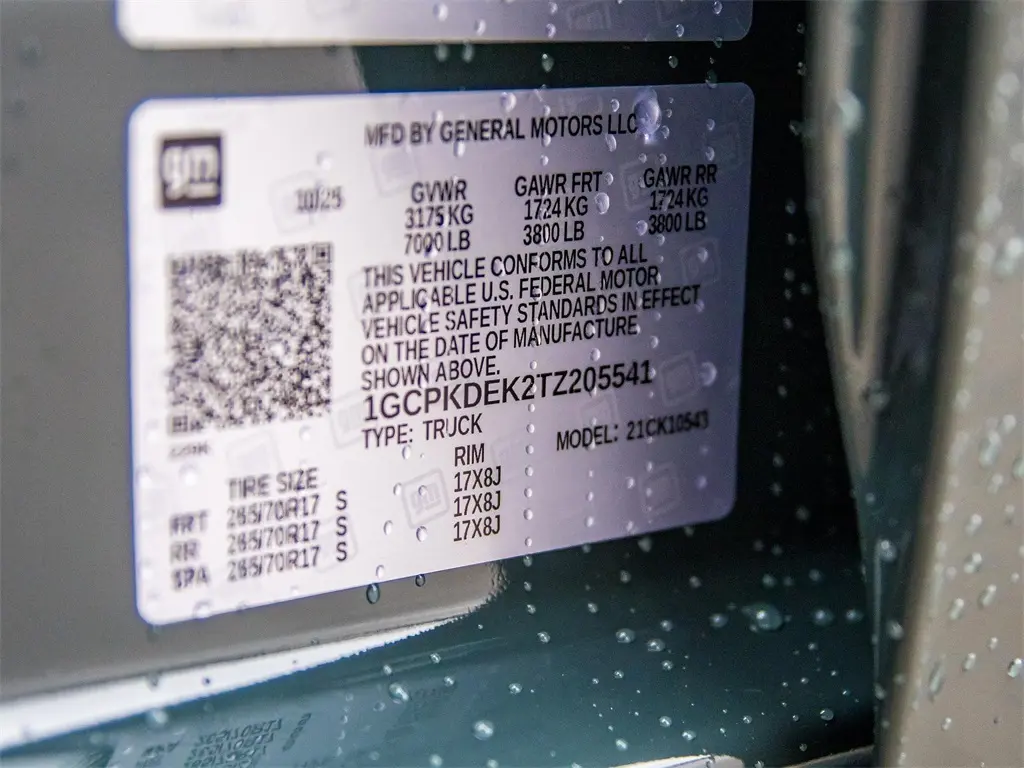 MFD BY GENERAL MOTORS LLC
gm
10/25
GVWR GAWR FRT GAWR RR
3175 KG 1724 KG 1724 KG
7000 LB 3800 LB 3800 LB
THIS VEHICLE CONFORMS TO ALL
APPLICABLE U.S. FEDERAL MOTOR
VEHICLE SAFETY STANDARDS IN EFFECT
ON THE DATE OF MANUFACTURE
SHOWN ABOVE.
1GCPKDEK2TZ205541
TYPE: TRUCK MODEL: 21CK10543
TIRE SIZE RIM
FRT 265/70R17 S 17X8J
RR 265/70R17 S 17X8J
SPA 265/70R17 S 17X8J